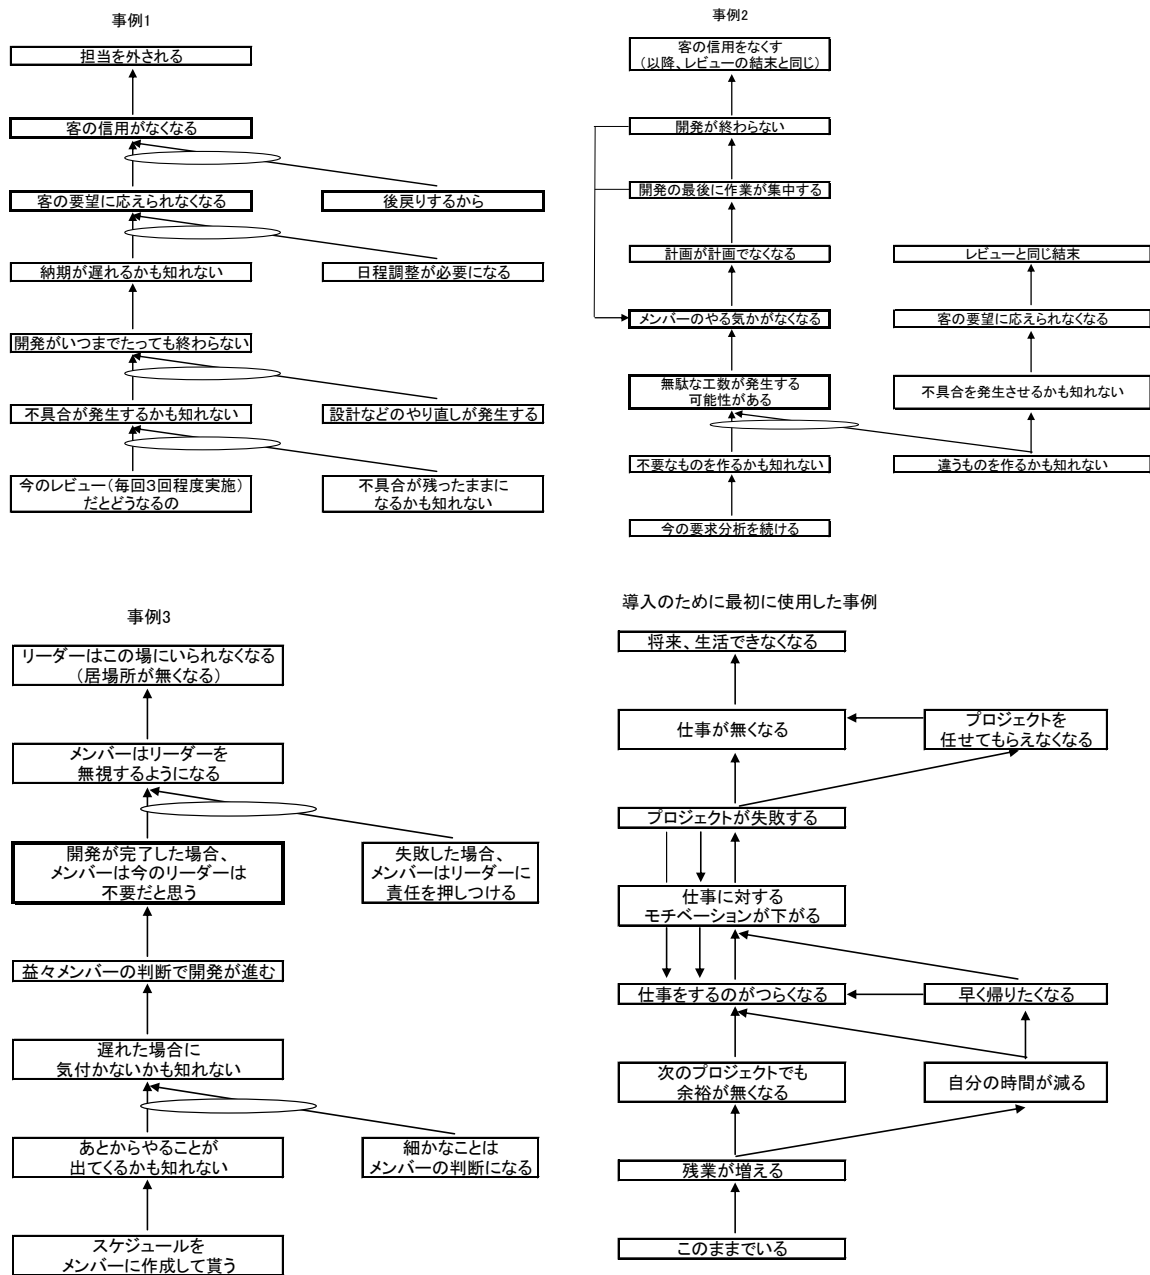 事例1
担当を外される
客の信用がなくなる
客の要望に応えられなくなる
後戻りするから
納期が遅れるかも知れない
日程調整が必要になる
開発がいつまでたっても終わらない
不具合が発生するかも知れない
設計などのやり直しが発生する
今のレビュー(毎回3回程度実施)
だとどうなるの
不具合が残ったままに
なるかも知れない
事例2
客の信用をなくす
(以降、レビューの結末と同じ)
開発が終わらない
開発の最後に作業が集中する
計画が計画でなくなる
レビューと同じ結末
メンバーのやる気かがなくなる
客の要望に応えられなくなる
無駄な工数が発生する
可能性がある
不具合を発生させるかも知れない
不要なものを作るかも知れない
違うものを作るかも知れない
今の要求分析を続ける
事例3
リーダーはこの場にいられなくなる
(居場所が無くなる)
メンバーはリーダーを
無視するようになる
開発が完了した場合、
メンバーは今のリーダーは
不要だと思う
失敗した場合、
メンバーはリーダーに
責任を押しつける
益々メンバーの判断で開発が進む
遅れた場合に
気付かないかも知れない
あとからやることが
出てくるかも知れない
細かなことは
メンバーの判断になる
スケジュールを
メンバーに作成して貰う
導入のために最初に使用した事例
将来、生活できなくなる
仕事が無くなる
プロジェクトを
任せてもらえなくなる
プロジェクトが失敗する
仕事に対する
モチベーションが下がる
仕事をするのがつらくなる
早く帰りたくなる
次のプロジェクトでも
余裕が無くなる
自分の時間が減る
残業が増える
このままでいる